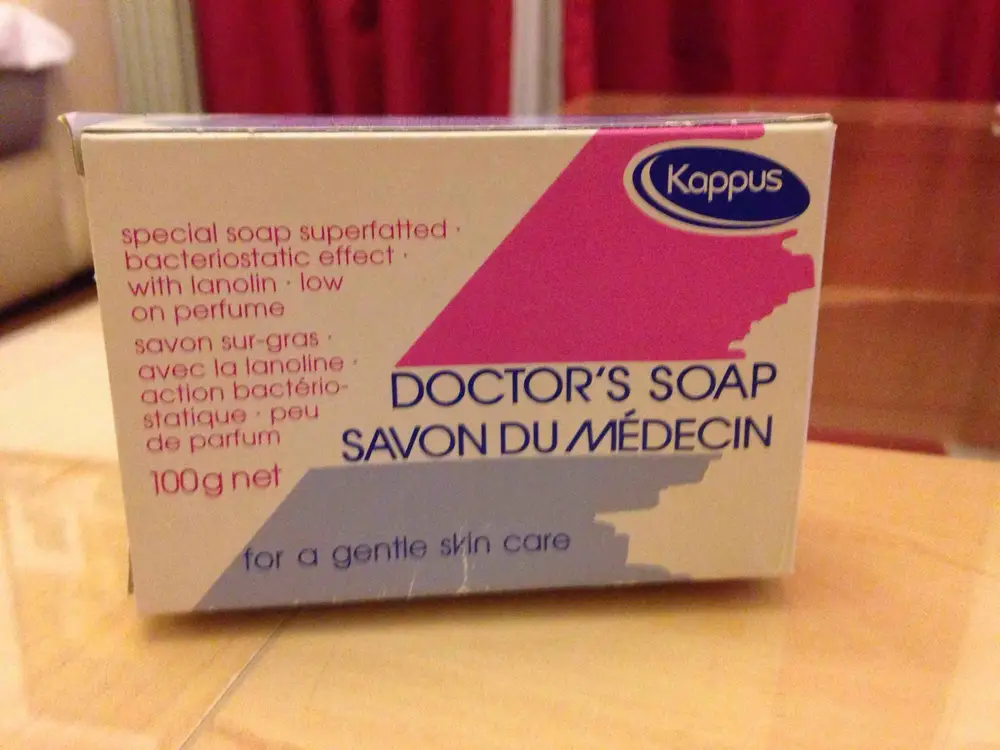 Kappus
special soap superfatted ·
bacteriostatic effect ·
with lanolin · low
on perfume
savon sur-gras ·
avec la lanoline ·
action bactério-
statique · peu
de parfum
100g net
DOCTOR'S SOAP
SAVON DU MÉDECIN
for a gentle skin care